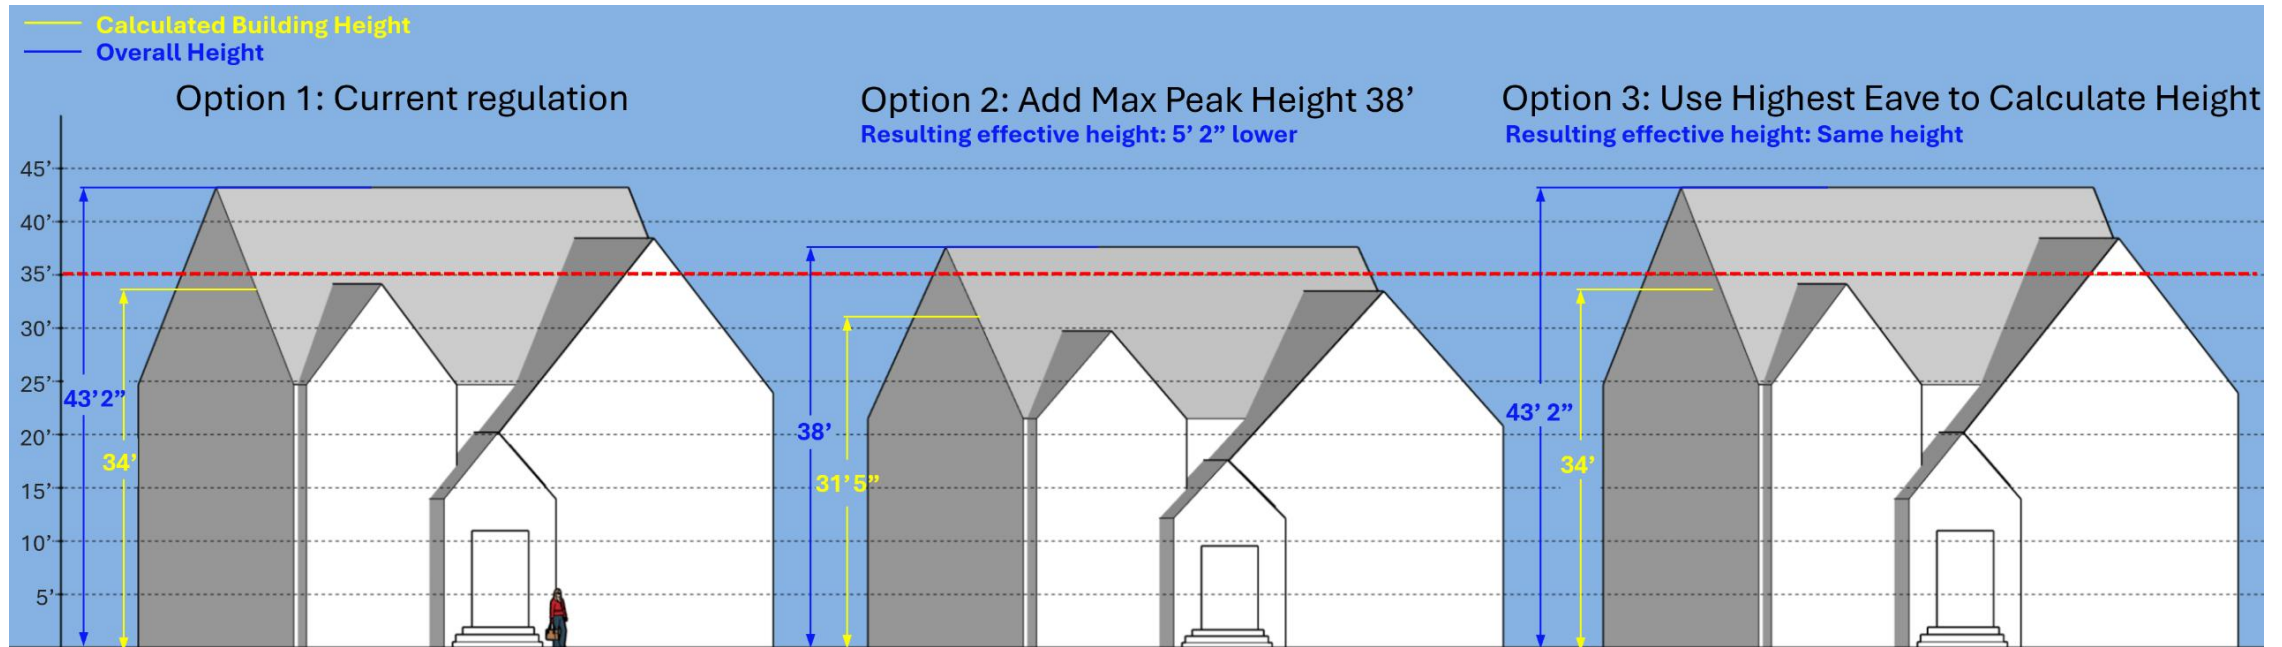 Calculated Building Height
Overall Height
Option 1: Current regulation
Option 2: Add Max Peak Height 38’
Resulting effective height: 5’ 2” lower
Option 3: Use Highest Eave to Calculate Height
Resulting effective height: Same height
45’
40’
35’
30’
25’
20’
15’
10’
5’
43’2”
34’
38’
31’5”
43’ 2”
34’